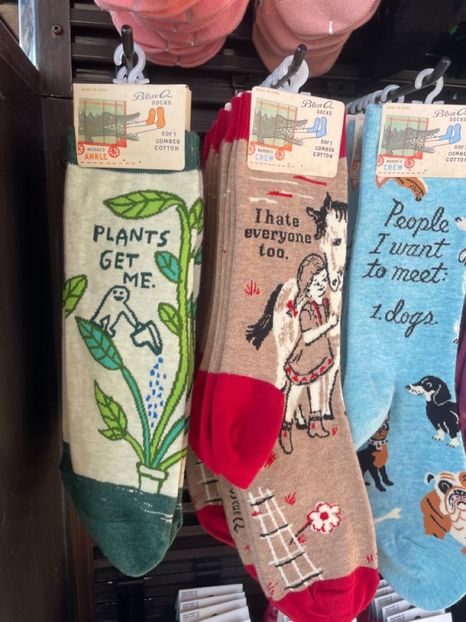 Blue Q
SOCKS
SOFT
COMBED
COTTON
WOMEN'S
ANKLE
PLANTS
GET
ME.
Blue Q
SOCKS
SOFT
COMBED
COTTON
WOMEN'S
CREW
I hate
everyone
too.
Blue Q
SOCKS
SOFT
COMBED
COTTON
WOMEN'S
CREW
People
I want
to meet:
1. dogs.